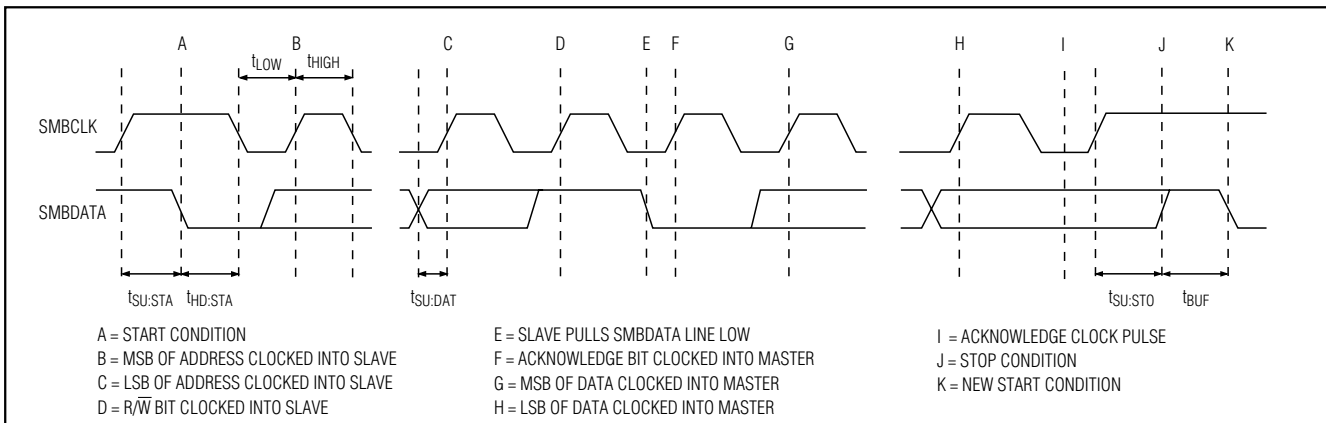 A B C D E F G H I J K
tLOW tHIGH
SMBCLK
SMBDATA
tSU:STA tHD:STA tSU:DAT tSU:STO tBUF
A = START CONDITION
B = MSB OF ADDRESS CLOCKED INTO SLAVE
C = LSB OF ADDRESS CLOCKED INTO SLAVE
D = R/W̅ BIT CLOCKED INTO SLAVE
E = SLAVE PULLS SMBDATA LINE LOW
F = ACKNOWLEDGE BIT CLOCKED INTO MASTER
G = MSB OF DATA CLOCKED INTO MASTER
H = LSB OF DATA CLOCKED INTO MASTER
I = ACKNOWLEDGE CLOCK PULSE
J = STOP CONDITION
K = NEW START CONDITION